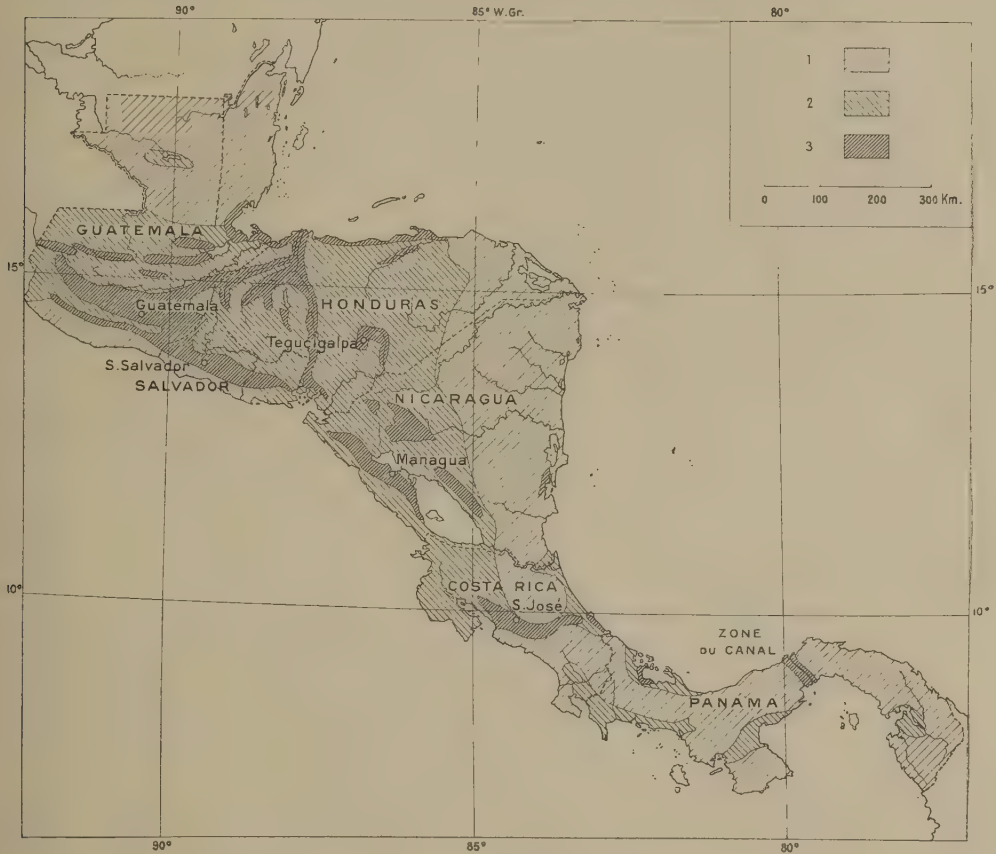 90°
85° W.Gr.
80°
1
2
3
0 100 200 300 Km.
GUATEMALA
15°
15°
Guatemala
HONDURAS
Tegucigalpa
S.Salvador
SALVADOR
NICARAGUA
Managua
10°
COSTA RICA
S.José
10°
ZONE
DU CANAL
PANAMA
90°
85°
80°